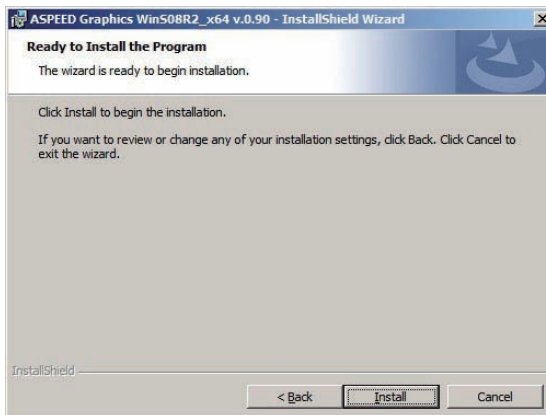 ASPEED Graphics WinS08R2_x64 v.0.90 - InstallShield Wizard
Ready to Install the Program
The wizard is ready to begin installation.
Click Install to begin the installation.
If you want to review or change any of your installation settings, click Back. Click Cancel to
exit the wizard.
InstallShield
< Back
Install
Cancel